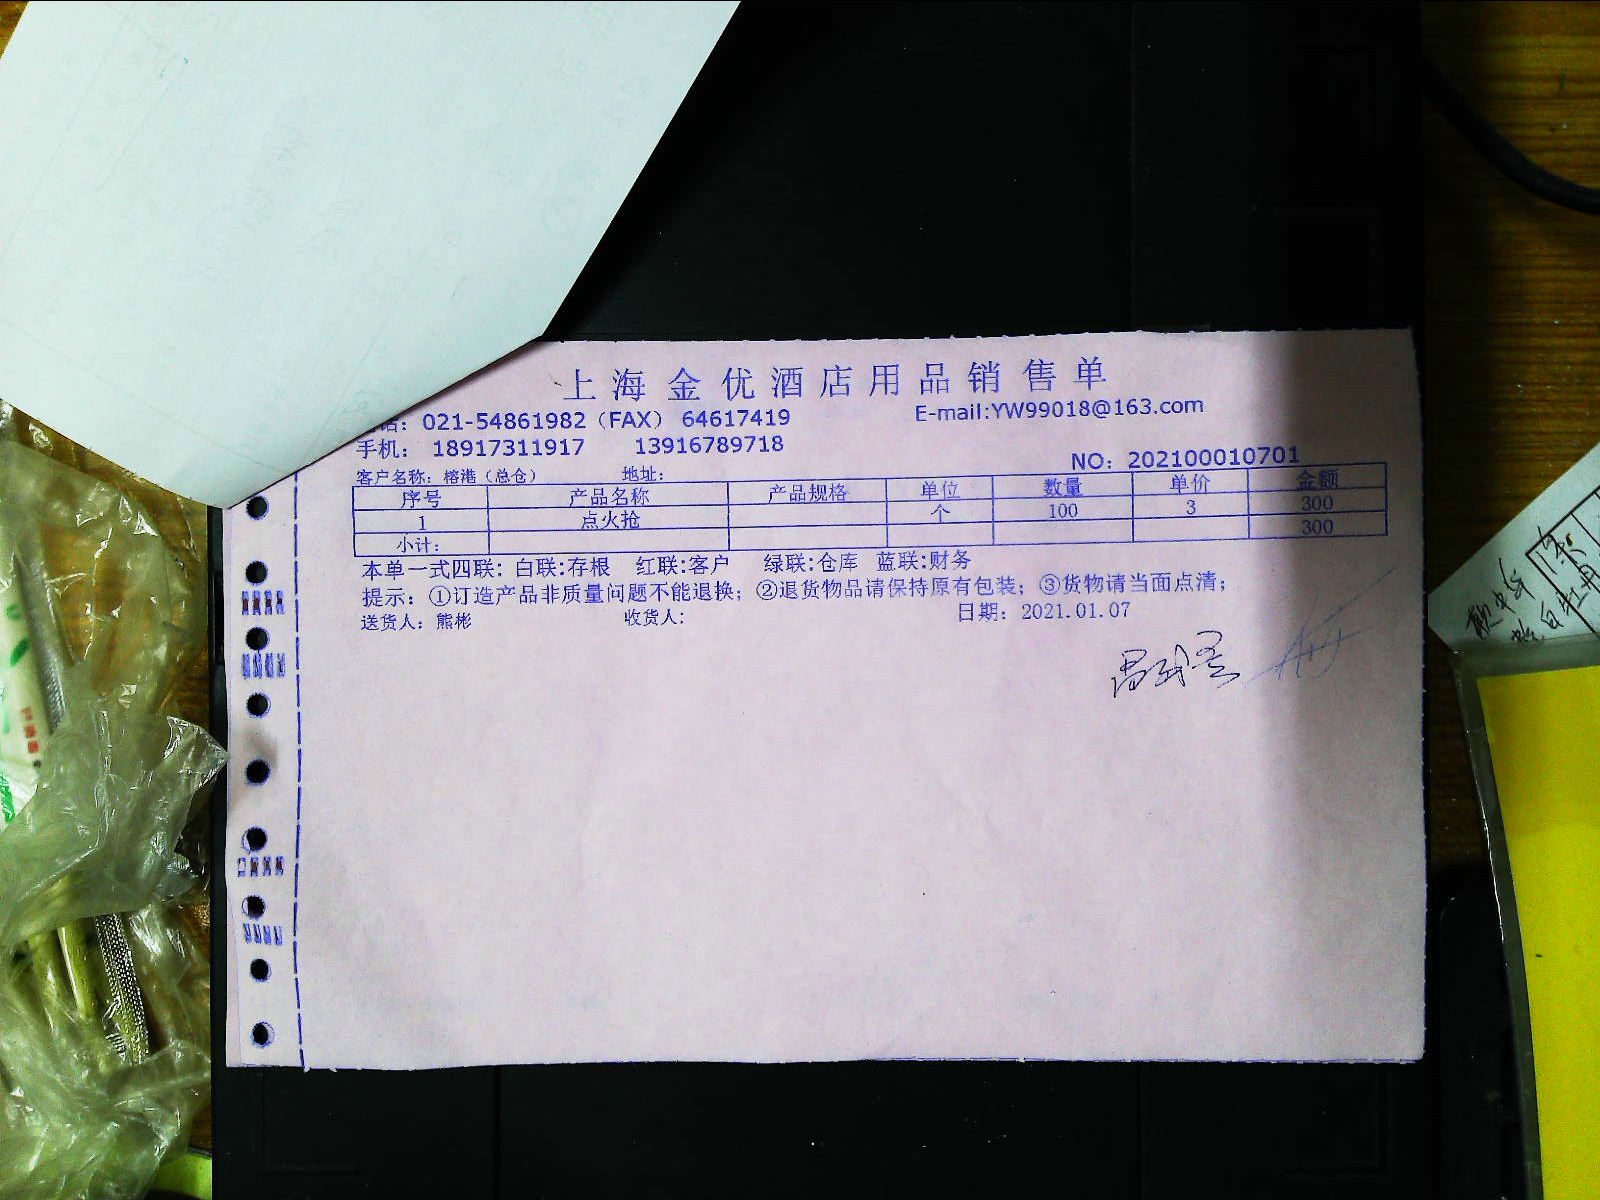 上海金优酒店用品销售单
话：021-54861982（FAX） 64617419 E-mail:YW99018@163.com
手机： 18917311917 13916789718
NO：202100010701
客户名称：榕港（总仓） 地址：
序号 产品名称 产品规格 单位 数量 单价 金额
1 点火抢 个 100 3 300
小计： 300
本单一式四联：白联:存根 红联:客户 绿联:仓库 蓝联:财务
提示：①订造产品非质量问题不能退换；②退货物品请保持原有包装；③货物请当面点清；
送货人：熊彬 收货人： 日期：2021.01.07